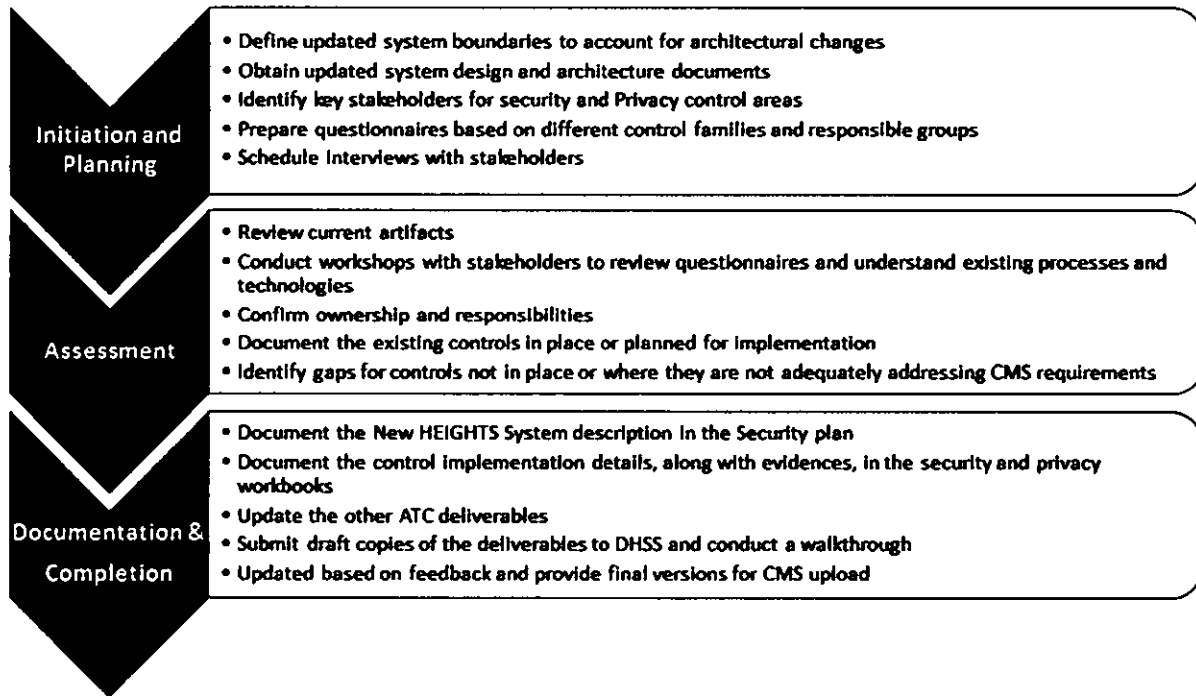 Initiation and
Planning
• Define updated system boundaries to account for architectural changes
• Obtain updated system design and architecture documents
• Identify key stakeholders for security and Privacy control areas
• Prepare questionnaires based on different control families and responsible groups
• Schedule Interviews with stakeholders
Assessment
• Review current artifacts
• Conduct workshops with stakeholders to review questionnaires and understand existing processes and
technologies
• Confirm ownership and responsibilities
• Document the existing controls in place or planned for implementation
• Identify gaps for controls not in place or where they are not adequately addressing CMS requirements
Documentation &
Completion
• Document the New HEIGHTS System description in the Security plan
• Document the control implementation details, along with evidences, in the security and privacy
workbooks
• Update the other ATC deliverables
• Submit draft copies of the deliverables to DHSS and conduct a walkthrough
• Updated based on feedback and provide final versions for CMS upload